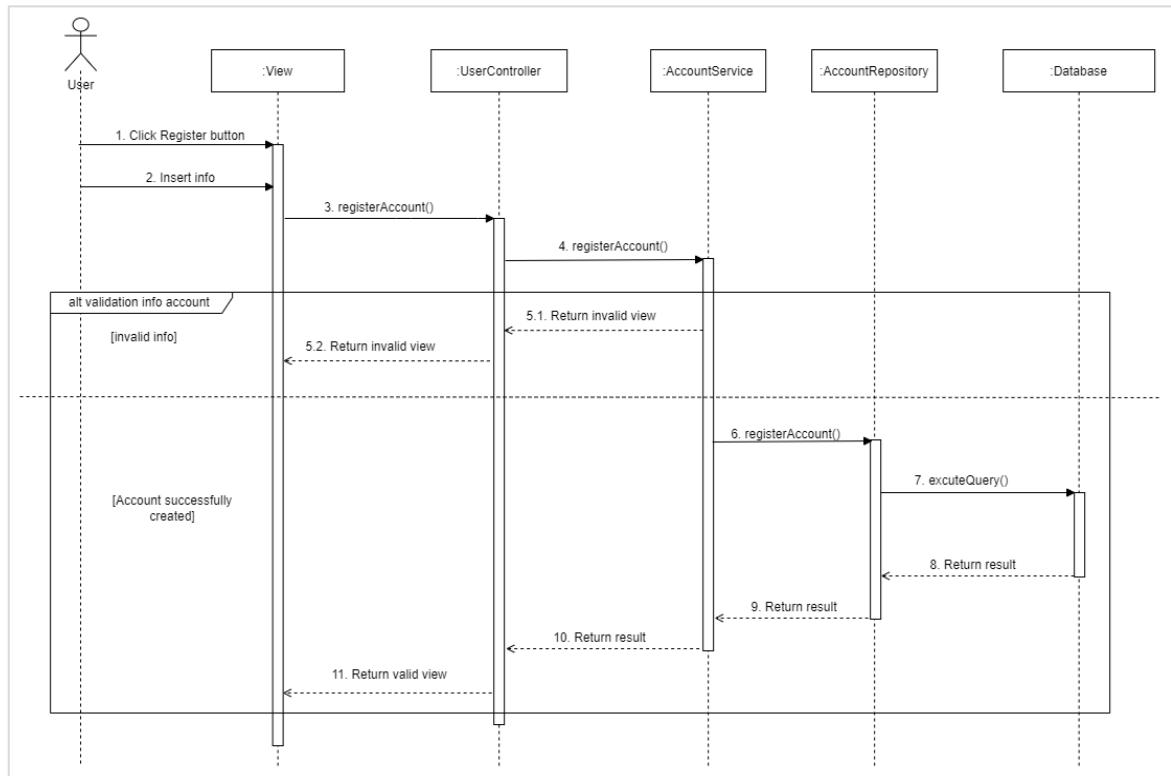 User
:View
:UserController
:AccountService
:AccountRepository
:Database
1. Click Register button
2. Insert info
3. registerAccount()
4. registerAccount()
alt validation info account
[invalid info]
5.1. Return invalid view
5.2. Return invalid view
6. registerAccount()
7. excuteQuery()
[Account successfully
created]
8. Return result
9. Return result
10. Return result
11. Return valid view